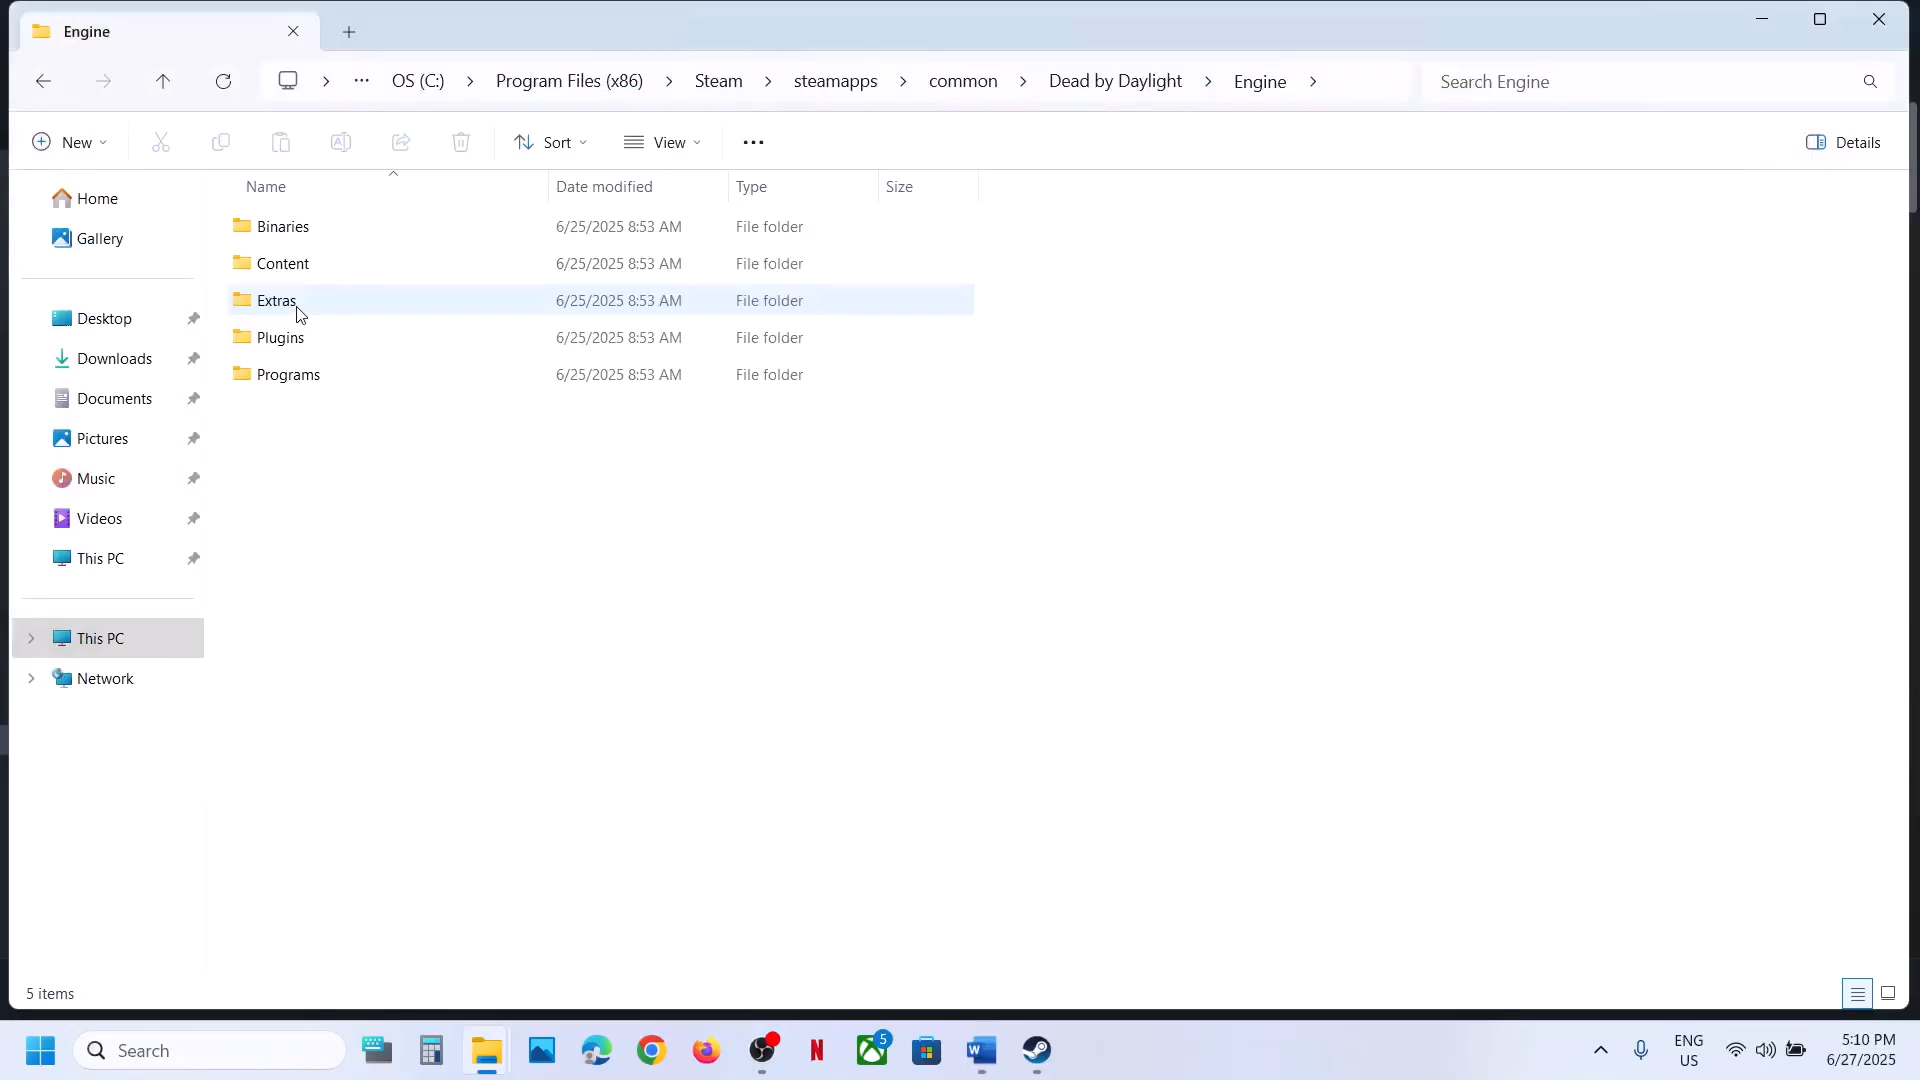 Engine
OS (C:) Program Files (x86) Steam steamapps common Dead by Daylight Engine
Search Engine
New
Sort
View
Details
Name Date modified Type Size
Home
Gallery
Desktop
Downloads
Documents
Pictures
Music
Videos
This PC
This PC
Network
Binaries 6/25/2025 8:53 AM File folder
Content 6/25/2025 8:53 AM File folder
Extras 6/25/2025 8:53 AM File folder
Plugins 6/25/2025 8:53 AM File folder
Programs 6/25/2025 8:53 AM File folder
5 items
Search
5
ENG
US
5:10 PM
6/27/2025